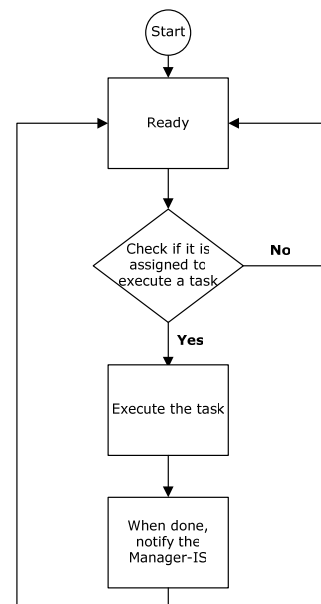 Start
Ready
Check if it is
assigned to
execute a task
No
Yes
Execute the task
When done,
notify the
Manager-IS